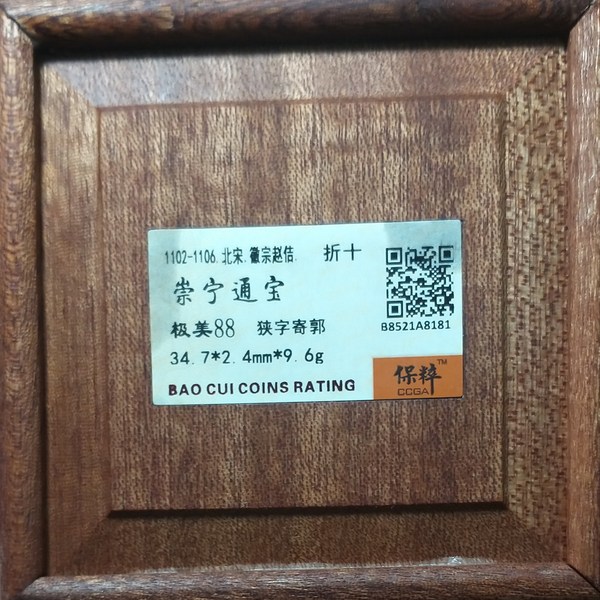 1102-1106.北宋.徽宗赵佶. 折十
崇宁通宝
B8521A8181
极美88 狭字寄郭
34.7*2.4mm*9.6g
保粹™
CCGA
BAO CUI COINS RATING